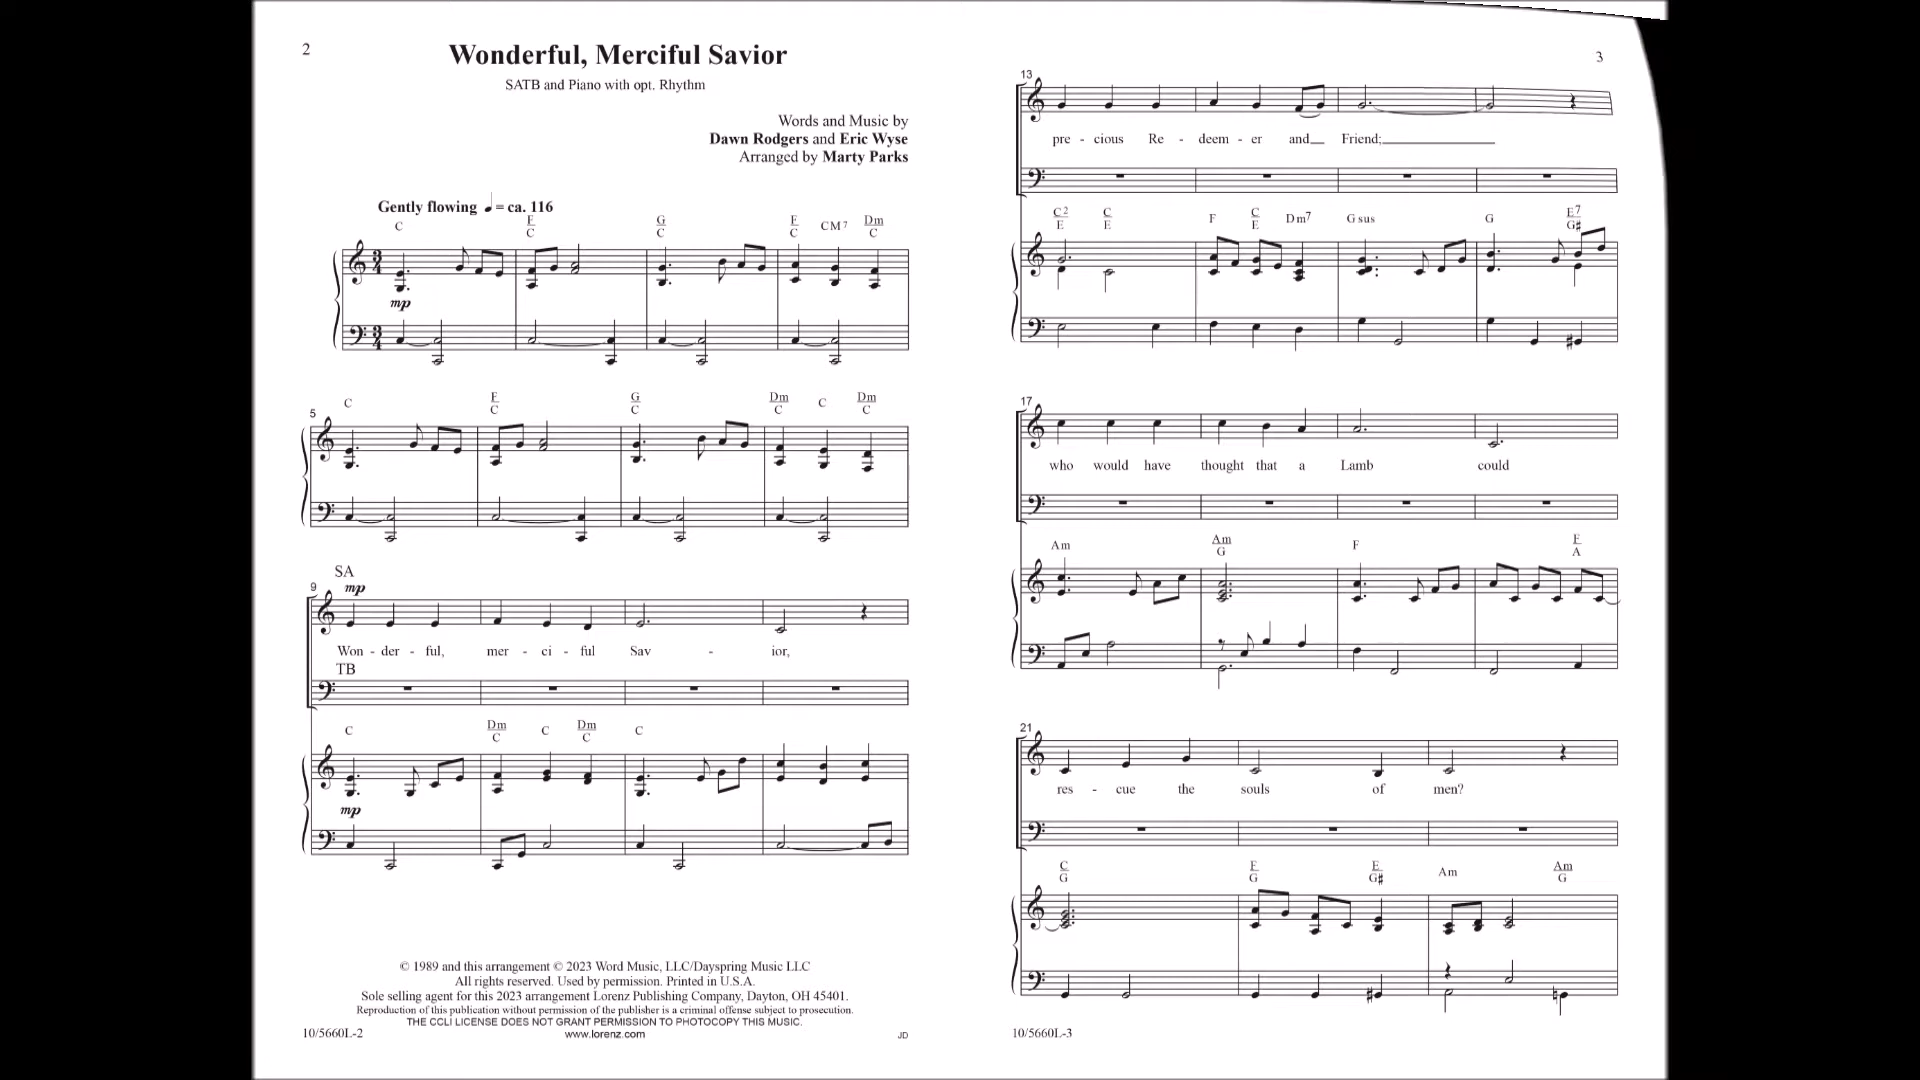 2
Wonderful, Merciful Savior
SATB and Piano with opt. Rhythm
Words and Music by
Dawn Rodgers and Eric Wyse
Arranged by Marty Parks
Gently flowing ♩ = ca. 116
C F/C G/C F/C CM7 Dm/C
3/4
mp
3/4
5
C F/C G/C Dm/C C Dm/C
SA
9
mp
Won - der - ful, mer - ci - ful Sav - ior,
TB
C Dm/C C Dm/C C
mp
© 1989 and this arrangement © 2023 Word Music, LLC/Dayspring Music LLC
All rights reserved. Used by permission. Printed in U.S.A.
Sole selling agent for this 2023 arrangement Lorenz Publishing Company, Dayton, OH 45401.
Reproduction of this publication without permission of the publisher is a criminal offense subject to prosecution.
THE CCLI LICENSE DOES NOT GRANT PERMISSION TO PHOTOCOPY THIS MUSIC.
www.lorenz.com
10/5660L-2
JD
3
13
pre - cious Re - deem - er and Friend;
C2/E C/E F C/E Dm7 Gsus G E7/G♯
17
who would have thought that a Lamb could
Am Am/G F F/A
21
res - cue the souls of men?
C/G F/G E/G♯ Am Am/G
10/5660L-3